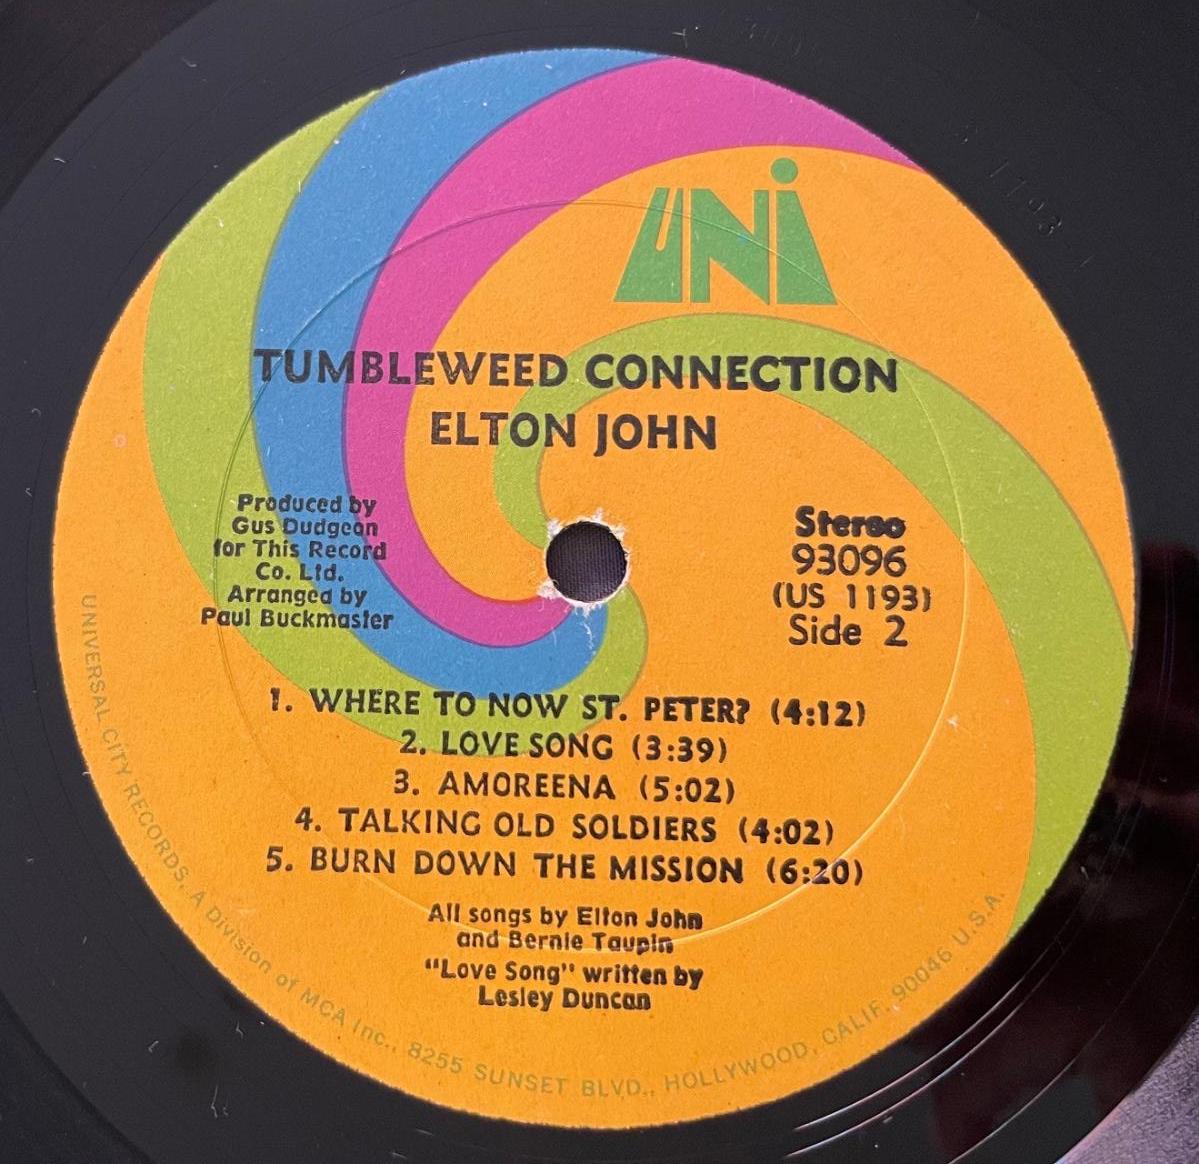 UNi
TUMBLEWEED CONNECTION
ELTON JOHN
Produced by
Gus Dudgeon
for This Record
Co. Ltd.
Arranged by
Paul Buckmaster
Stereo
93096
(US 1193)
Side 2
1. WHERE TO NOW ST. PETER? (4:12)
2. LOVE SONG (3:39)
3. AMOREENA (5:02)
4. TALKING OLD SOLDIERS (4:02)
5. BURN DOWN THE MISSION (6:20)
All songs by Elton John
and Bernie Taupin
"Love Song" written by
Lesley Duncan
UNIVERSAL CITY RECORDS, A Division of MCA Inc., 8255 SUNSET BLVD., HOLLYWOOD, CALIF. 90046 U.S.A.